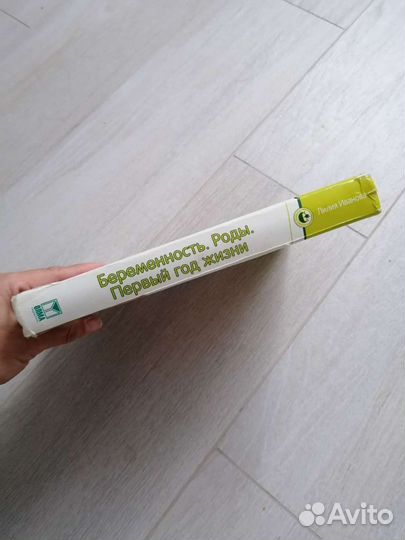 Лилия Иванова
Беременность. Роды.
Первый год жизни
Avito